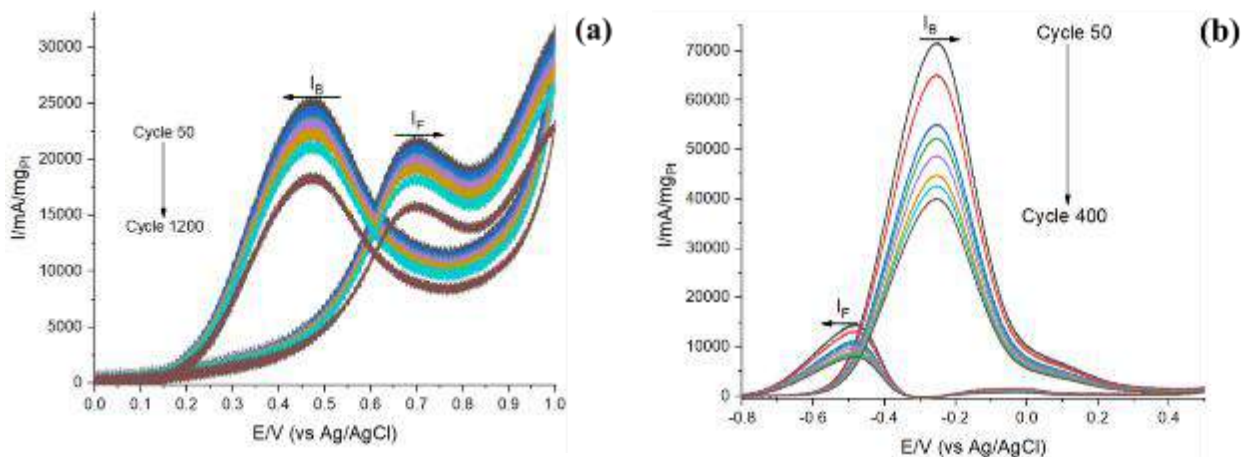 (a)
30000
25000
20000
15000
10000
5000
0
I/mA/mgPt
IB
IF
Cycle 50
Cycle 1200
0.0 0.1 0.2 0.3 0.4 0.5 0.6 0.7 0.8 0.9 1.0
E/V (vs Ag/AgCl)
(b)
70000
60000
50000
40000
30000
20000
10000
0
I/mA/mgPt
IB
Cycle 50
Cycle 400
IF
-0.8 -0.6 -0.4 -0.2 0.0 0.2 0.4
E/V (vs Ag/AgCl)